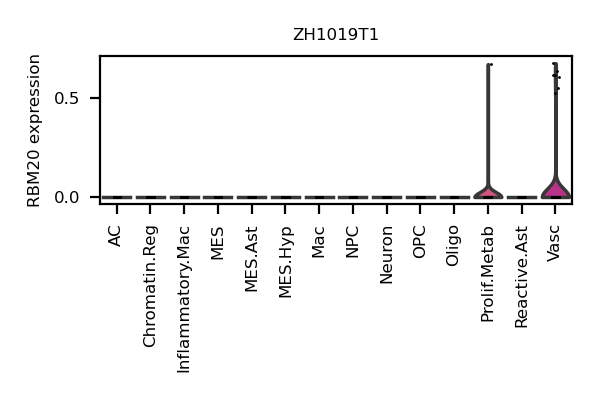 ZH1019T1
RBM20 expression
0.5
0.0
AC
Chromatin.Reg
Inflammatory.Mac
MES
MES.Ast
MES.Hyp
Mac
NPC
Neuron
OPC
Oligo
Prolif.Metab
Reactive.Ast
Vasc